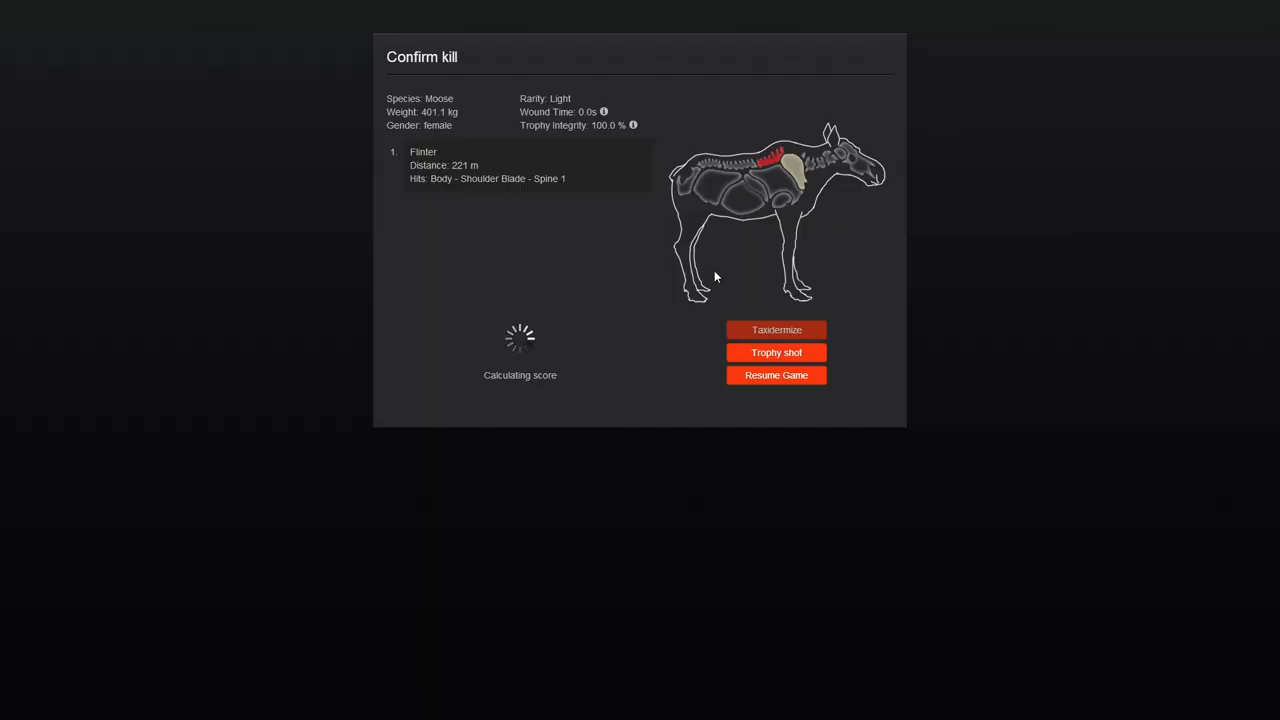 Confirm kill
Species: Moose
Rarity: Light
Weight: 401.1 kg
Wound Time: 0.0s
Gender: female
Trophy Integrity: 100.0 %
1. Flinter
Distance: 221 m
Hits: Body - Shoulder Blade - Spine 1
Taxidermize
Trophy shot
Calculating score
Resume Game